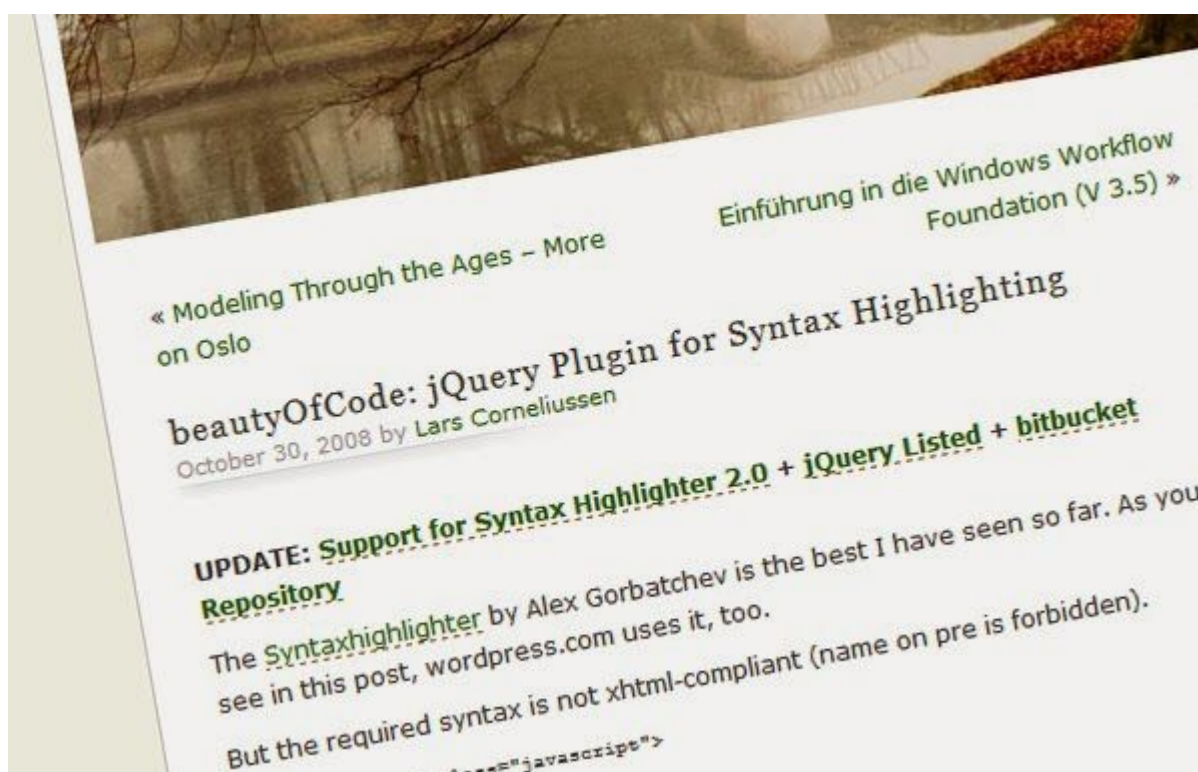 « Modeling Through the Ages – More
on Oslo
Einführung in die Windows Workflow
Foundation (V 3.5) »
beautyOfCode: jQuery Plugin for Syntax Highlighting
October 30, 2008 by Lars Corneliussen
UPDATE: Support for Syntax Highlighter 2.0 + jQuery Listed + bitbucket
Repository
The Syntaxhighlighter by Alex Gorbatchev is the best I have seen so far. As you
see in this post, wordpress.com uses it, too.
But the required syntax is not xhtml-compliant (name on pre is forbidden).
="javascript">